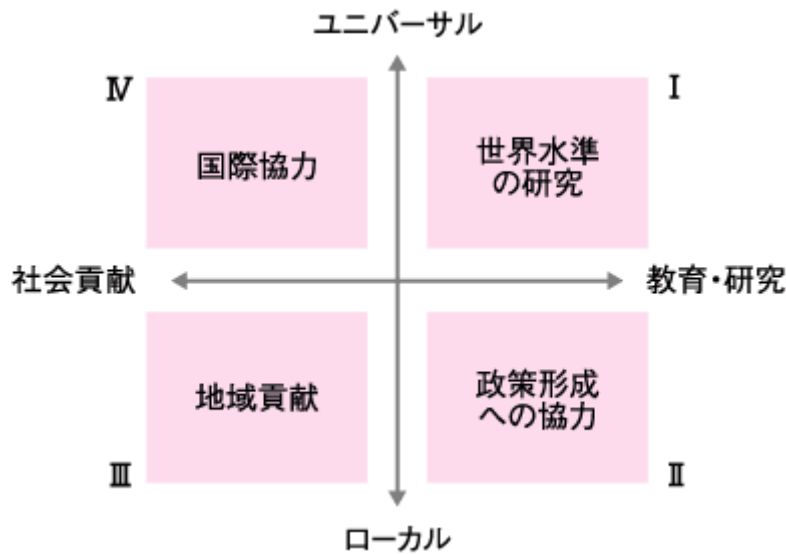 ユニバーサル
Ⅳ
Ⅰ
国際協力
世界水準
の研究
社会貢献
教育・研究
地域貢献
政策形成
への協力
Ⅲ
Ⅱ
ローカル